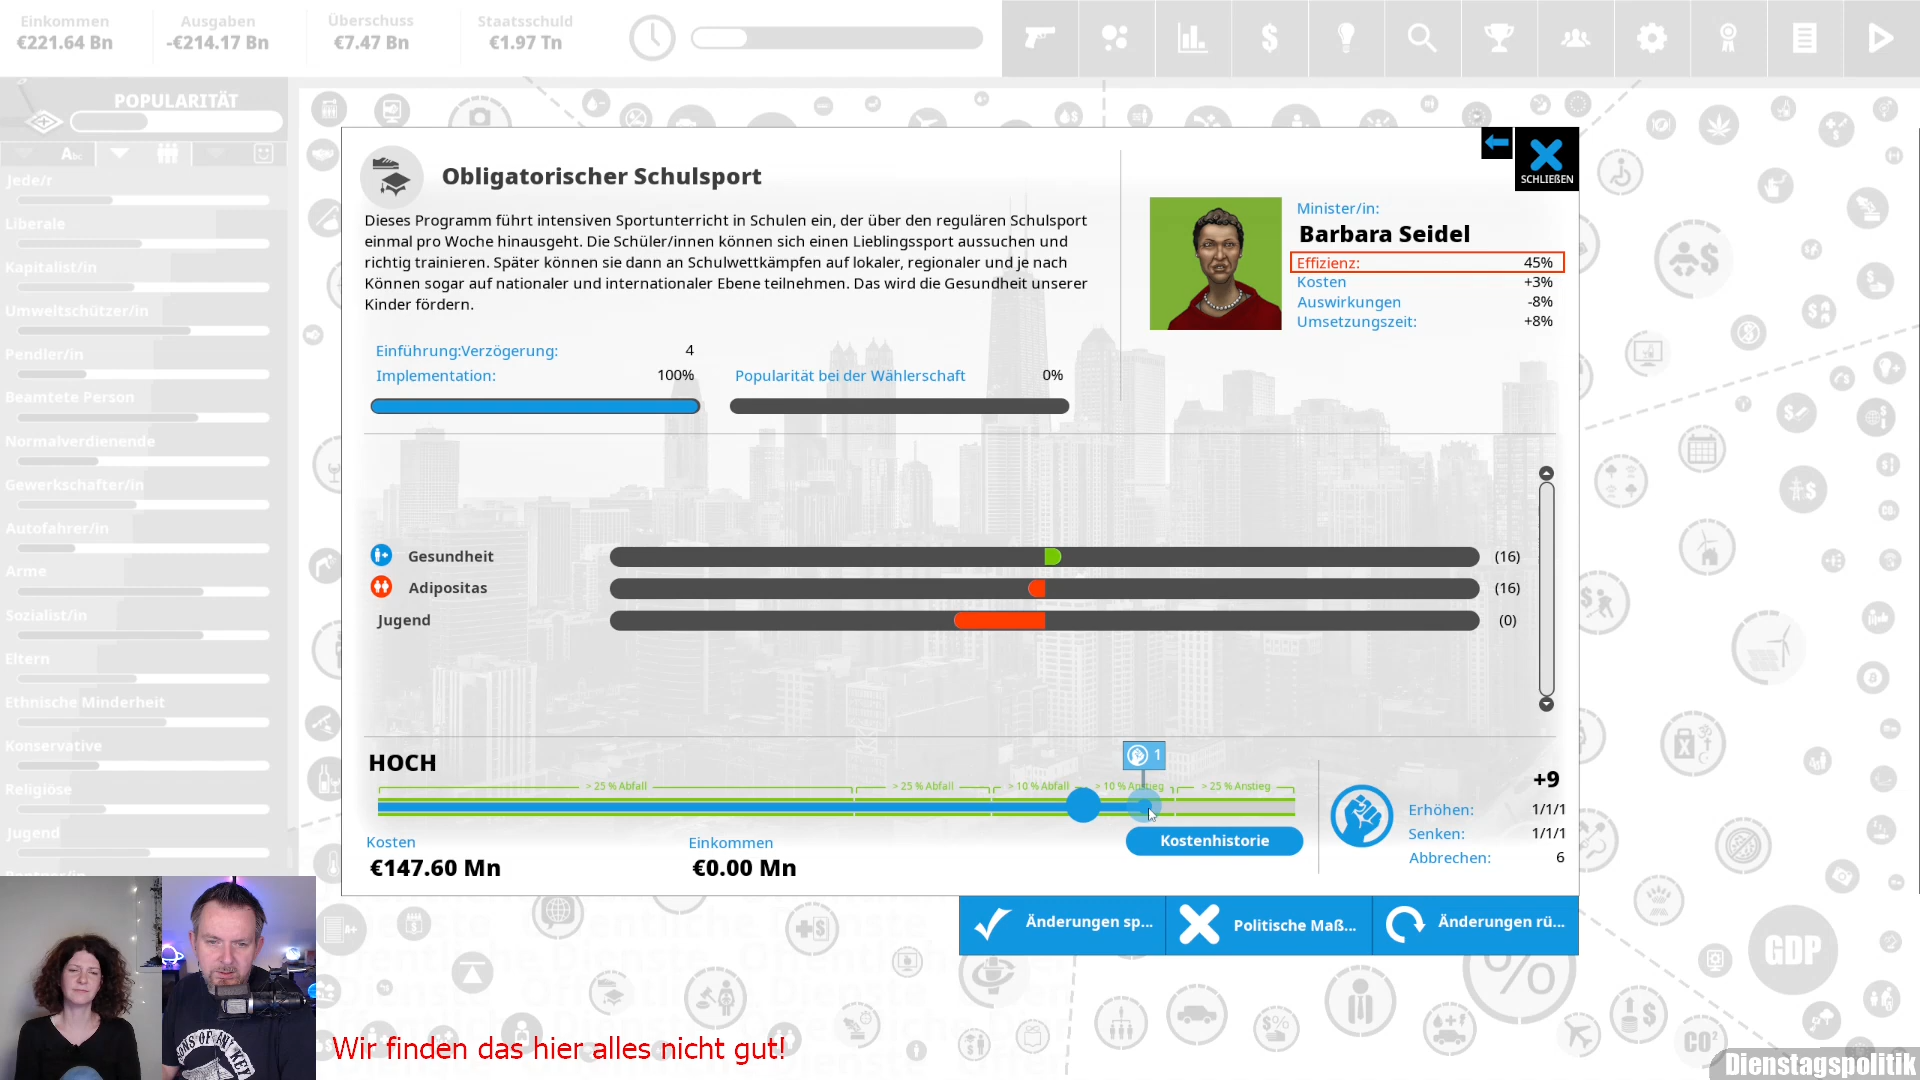 Einkommen
€221.64 Bn
Ausgaben
-€214.17 Bn
Überschuss
€7.47 Bn
Staatsschuld
€1.97 Tn
POPULARITÄT
Abc
Jede/r
Liberale
Kapitalist/in
Umweltschützer/in
Pendler/in
Beamtete Person
Normalverdienende
Gewerkschafter/in
Autofahrer/in
Arme
Sozialist/in
Eltern
Ethnische Minderheit
Konservative
Religiöse
Jugend
SCHLIEẞEN
Obligatorischer Schulsport
Dieses Programm führt intensiven Sportunterricht in Schulen ein, der über den regulären Schulsport
einmal pro Woche hinausgeht. Die Schüler/innen können sich einen Lieblingssport aussuchen und
richtig trainieren. Später können sie dann an Schulwettkämpfen auf lokaler, regionaler und je nach
Können sogar auf nationaler und internationaler Ebene teilnehmen. Das wird die Gesundheit unserer
Kinder fördern.
Minister/in:
Barbara Seidel
Effizienz: 45%
Kosten +3%
Auswirkungen -8%
Umsetzungszeit: +8%
Einführung:Verzögerung: 4
Implementation: 100%
Popularität bei der Wählerschaft 0%
Gesundheit (16)
Adipositas (16)
Jugend (0)
HOCH
1
> 25 % Abfall > 25 % Abfall > 10 % Abfall > 10 % Anstieg > 25 % Anstieg
Kosten
€147.60 Mn
Einkommen
€0.00 Mn
Kostenhistorie
+9
Erhöhen: 1/1/1
Senken: 1/1/1
Abbrechen: 6
Änderungen sp...
Politische Maß...
Änderungen rü...
GDP
CO²
Wir finden das hier alles nicht gut!
Dienstagspolitik